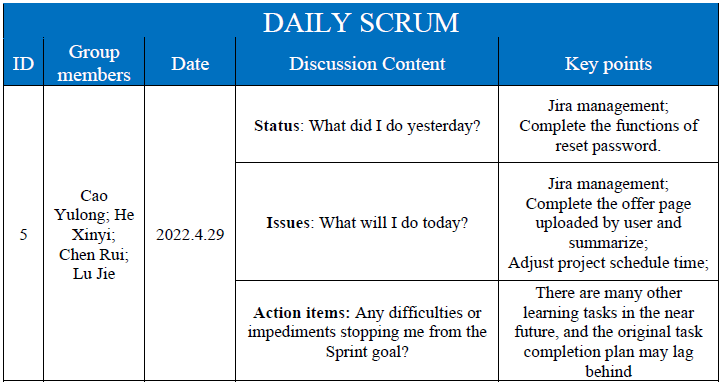 DAILY SCRUM
ID
Group
members
Date
Discussion Content
Key points
5
Cao
Yulong; He
Xinyi;
Chen Rui;
Lu Jie
2022.4.29
Status: What did I do yesterday?
Jira management;
Complete the functions of
reset password.
Issues: What will I do today?
Jira management;
Complete the offer page
uploaded by user and
summarize;
Adjust project schedule time;
Action items: Any difficulties or
impediments stopping me from the
Sprint goal?
There are many other
learning tasks in the near
future, and the original task
completion plan may lag
behind